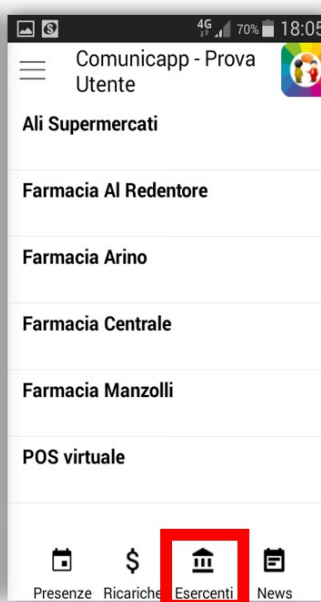 4G 70% 18:05
Comunicapp - Prova
Utente
Ali Supermercati
Farmacia Al Redentore
Farmacia Arino
Farmacia Centrale
Farmacia Manzolli
POS virtuale
Presenze Ricariche Esercenti News